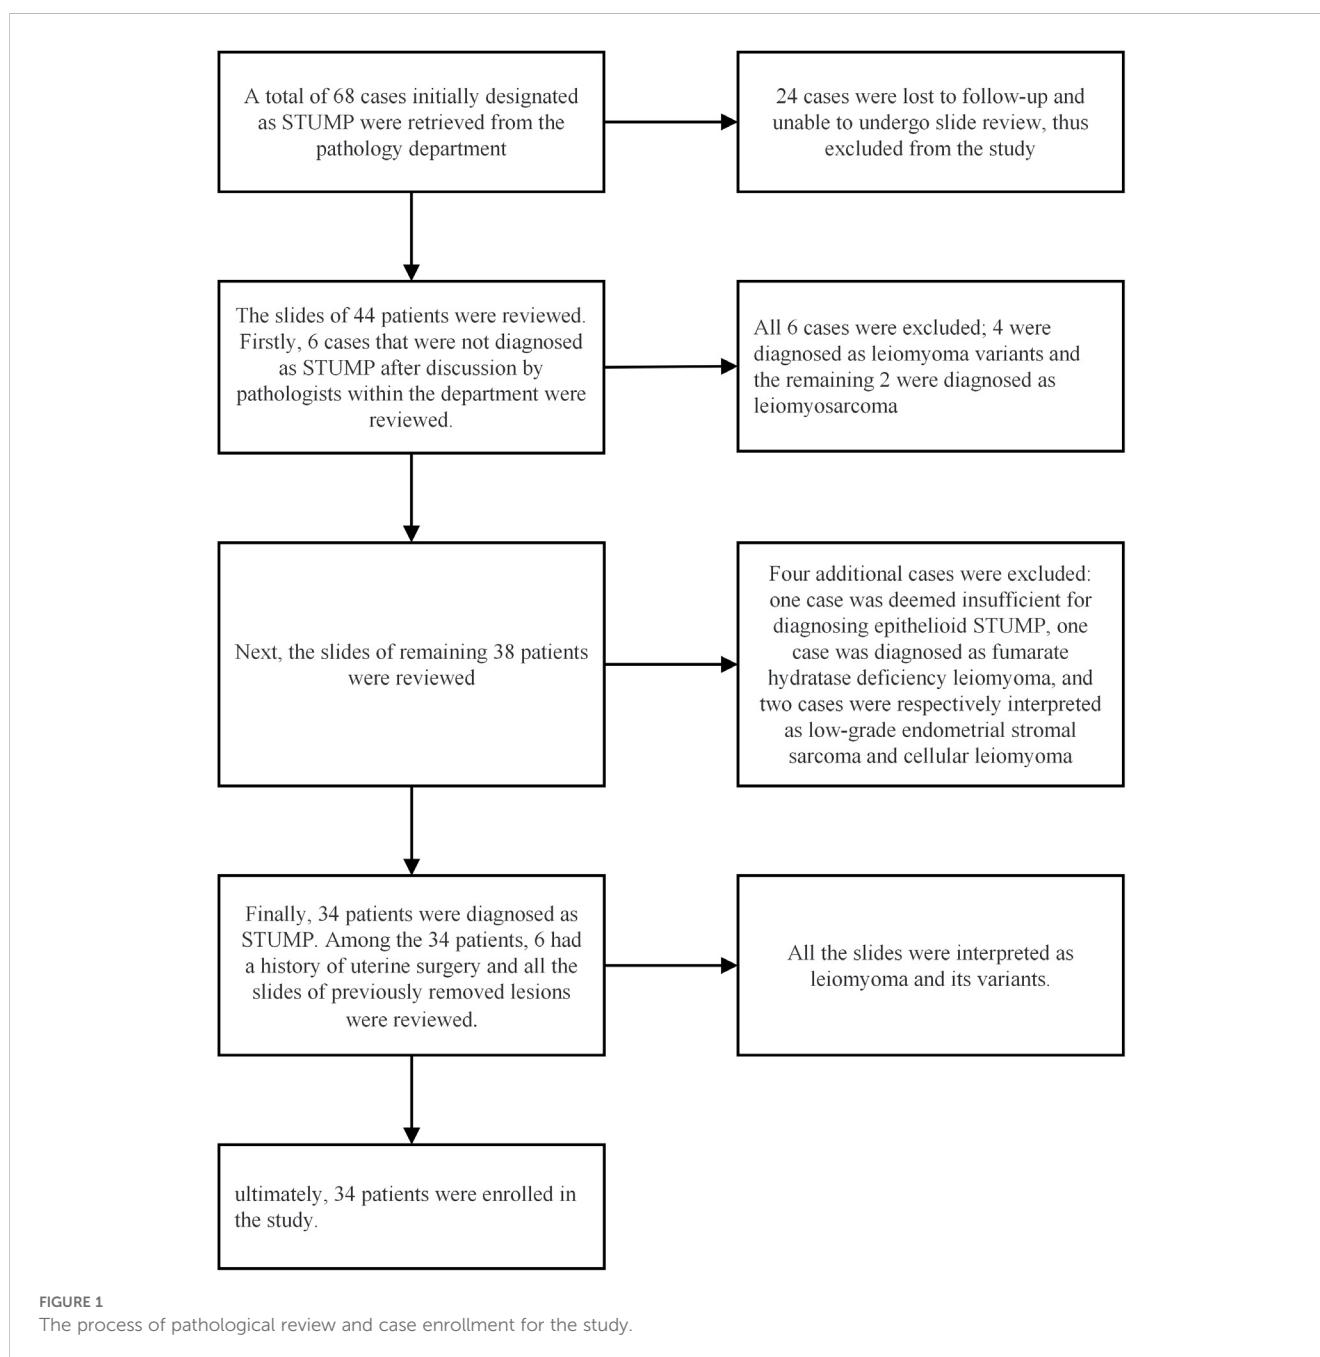 A total of 68 cases initially designated
as STUMP were retrieved from the
pathology department
24 cases were lost to follow-up and
unable to undergo slide review, thus
excluded from the study
The slides of 44 patients were reviewed.
Firstly, 6 cases that were not diagnosed
as STUMP after discussion by
pathologists within the department were
reviewed.
All 6 cases were excluded; 4 were
diagnosed as leiomyoma variants and
the remaining 2 were diagnosed as
leiomyosarcoma
Next, the slides of remaining 38 patients
were reviewed
Four additional cases were excluded:
one case was deemed insufficient for
diagnosing epithelioid STUMP, one
case was diagnosed as fumarate
hydratase deficiency leiomyoma, and
two cases were respectively interpreted
as low-grade endometrial stromal
sarcoma and cellular leiomyoma
Finally, 34 patients were diagnosed as
STUMP. Among the 34 patients, 6 had
a history of uterine surgery and all the
slides of previously removed lesions
were reviewed.
All the slides were interpreted as
leiomyoma and its variants.
ultimately, 34 patients were enrolled in
the study.
FIGURE 1
The process of pathological review and case enrollment for the study.